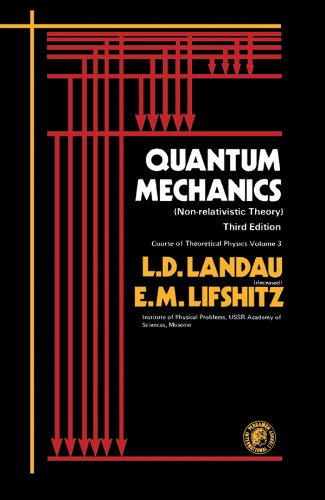 QUANTUM
MECHANICS
(Non-relativistic Theory)
Third Edition
Course of Theoretical Physics Volume 3
L.D. LANDAU
(deceased)
E.M. LIFSHITZ
Institute of Physical Problems, USSR Academy of
Sciences, Moscow